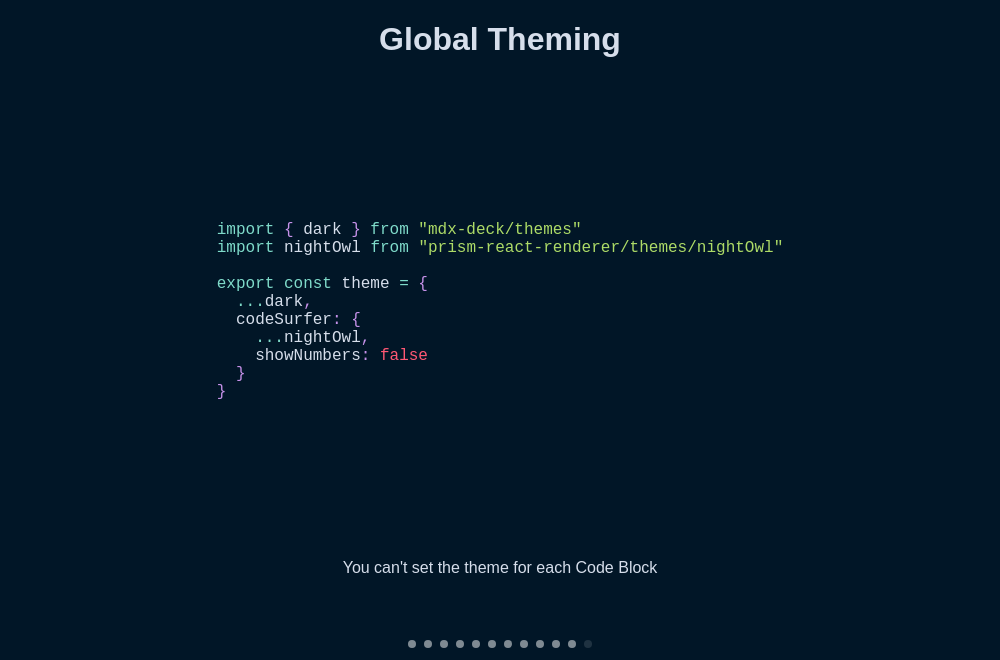 Global Theming
import { dark } from "mdx-deck/themes"
import nightOwl from "prism-react-renderer/themes/nightOwl"
export const theme = {
  ...dark,
  codeSurfer: {
    ...nightOwl,
    showNumbers: false
  }
}
You can't set the theme for each Code Block